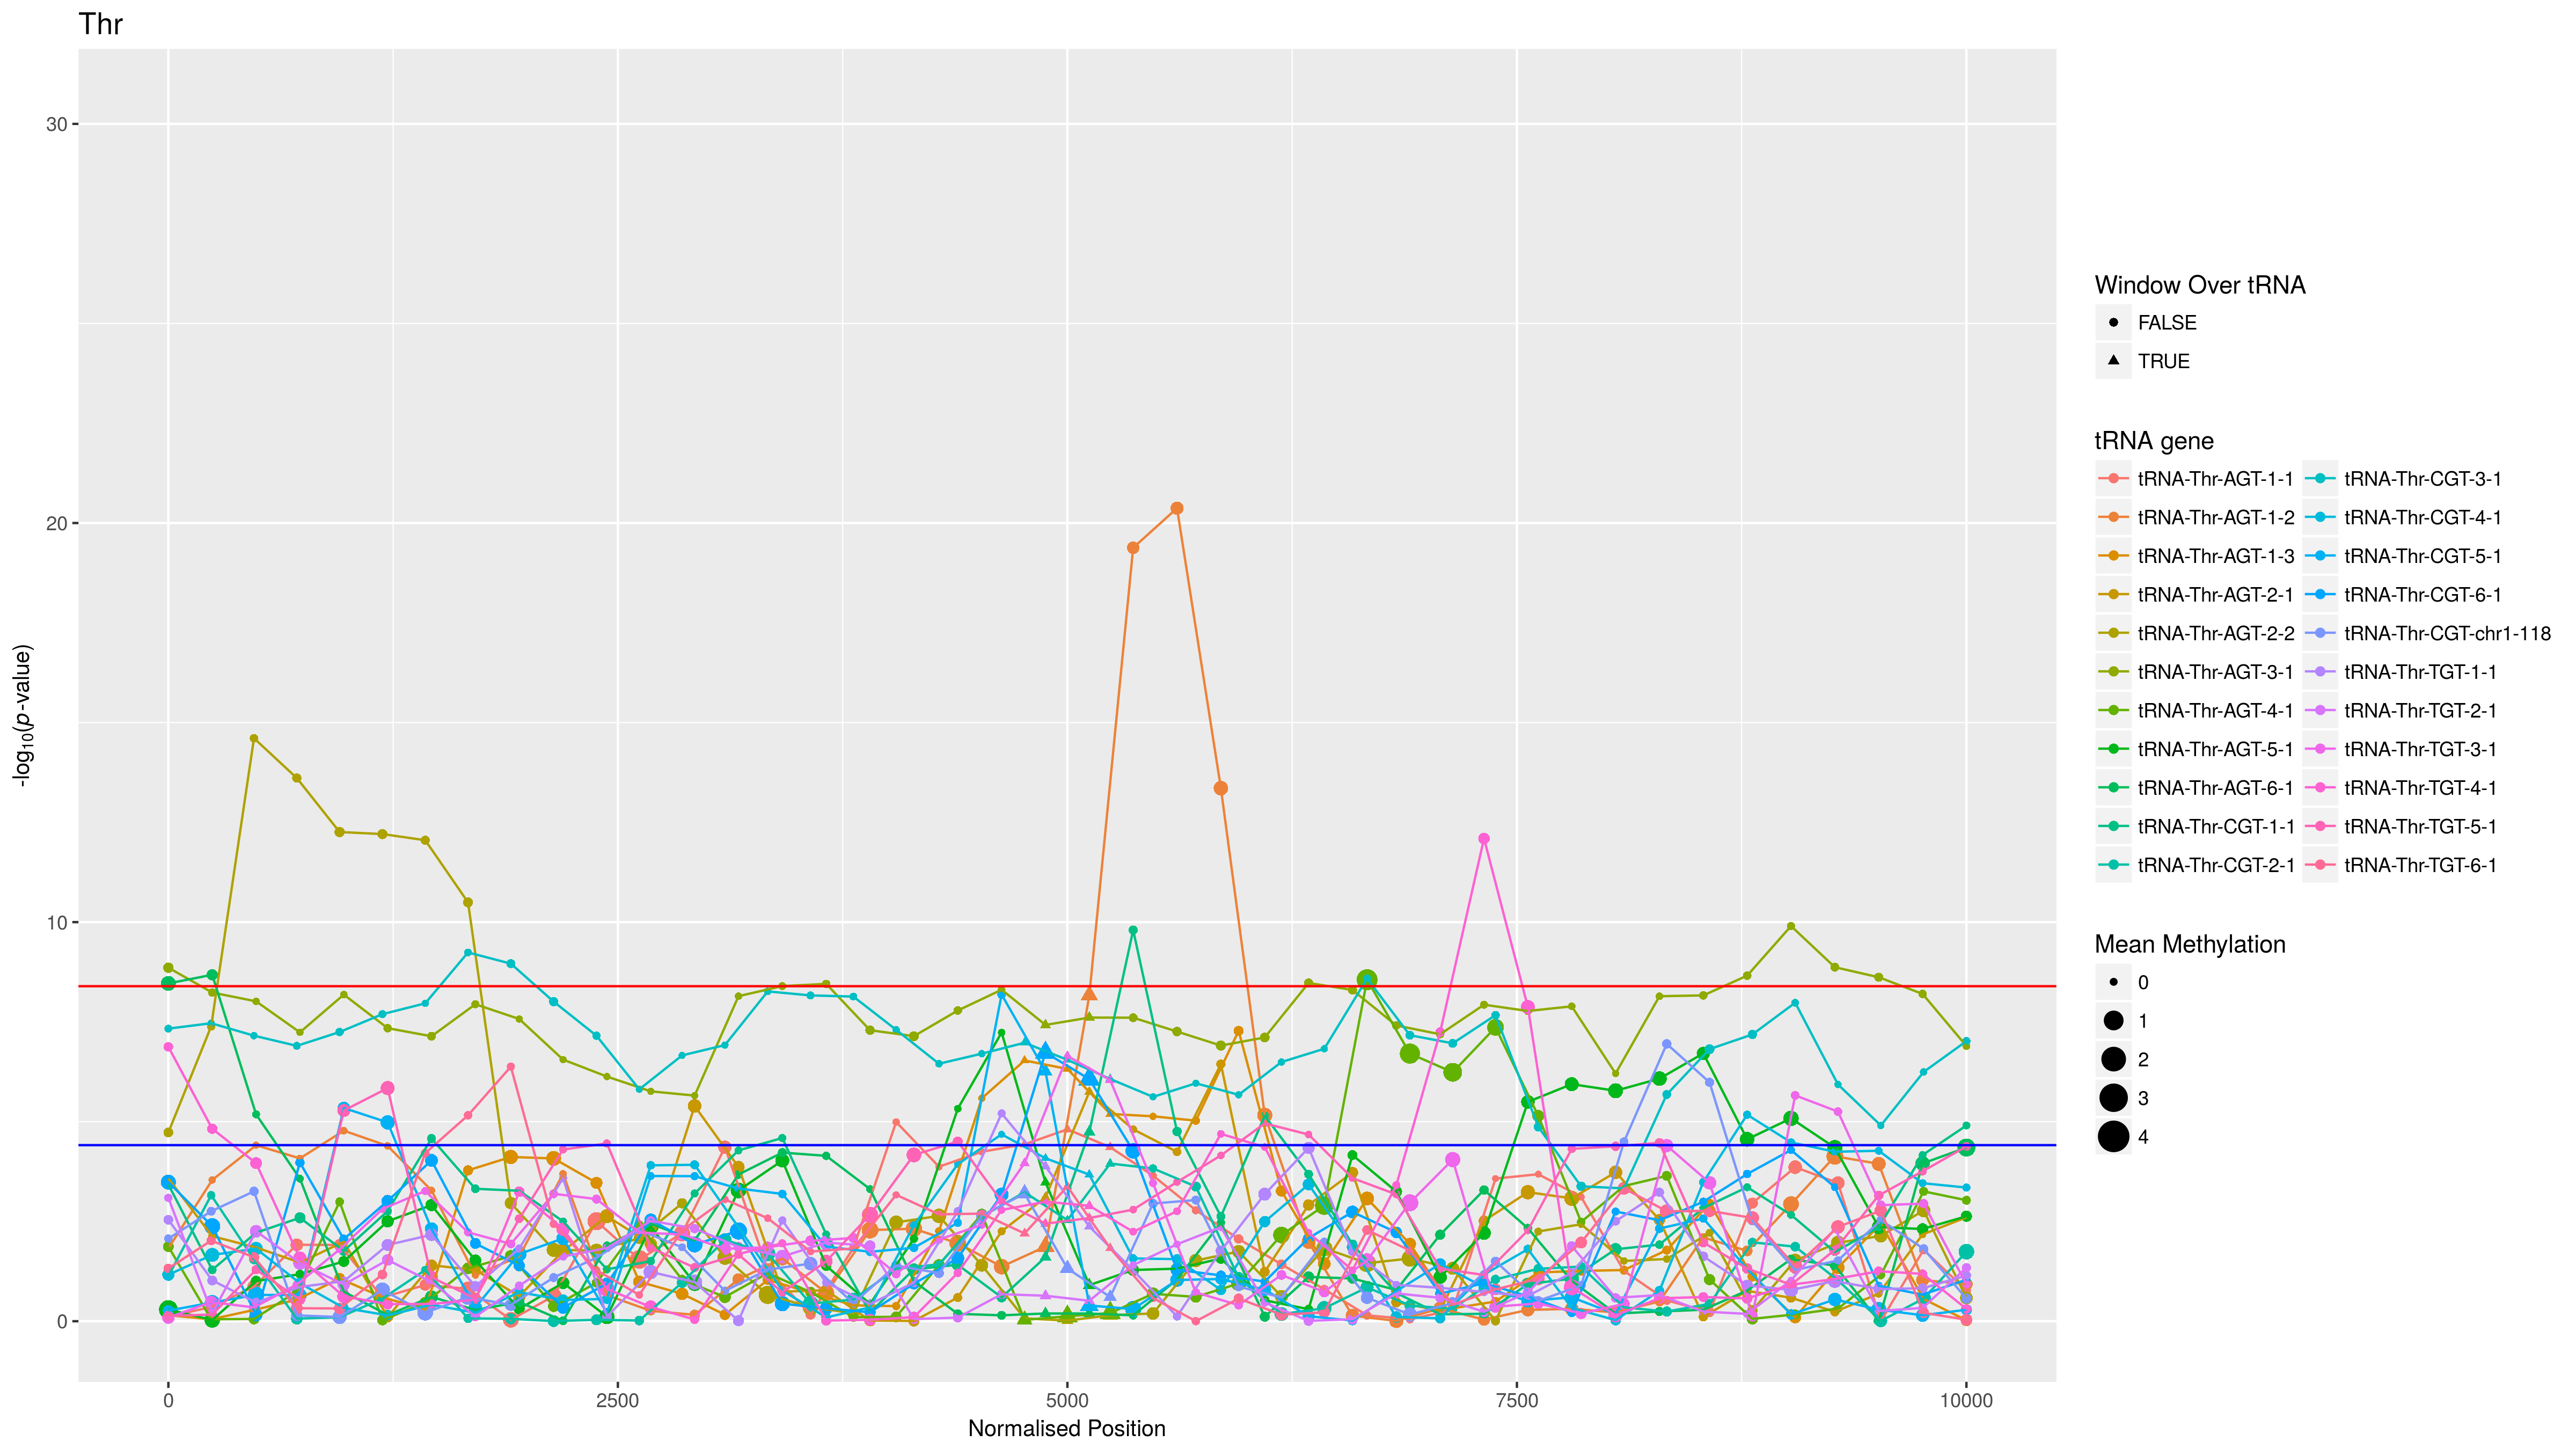 Thr
30
20
10
0
-log10(p-value)
0 2500 5000 7500 10000
Normalised Position
Window Over tRNA
FALSE
TRUE
tRNA gene
tRNA-Thr-AGT-1-1 tRNA-Thr-CGT-3-1
tRNA-Thr-AGT-1-2 tRNA-Thr-CGT-4-1
tRNA-Thr-AGT-1-3 tRNA-Thr-CGT-5-1
tRNA-Thr-AGT-2-1 tRNA-Thr-CGT-6-1
tRNA-Thr-AGT-2-2 tRNA-Thr-CGT-chr1-118
tRNA-Thr-AGT-3-1 tRNA-Thr-TGT-1-1
tRNA-Thr-AGT-4-1 tRNA-Thr-TGT-2-1
tRNA-Thr-AGT-5-1 tRNA-Thr-TGT-3-1
tRNA-Thr-AGT-6-1 tRNA-Thr-TGT-4-1
tRNA-Thr-CGT-1-1 tRNA-Thr-TGT-5-1
tRNA-Thr-CGT-2-1 tRNA-Thr-TGT-6-1
Mean Methylation
0
1
2
3
4